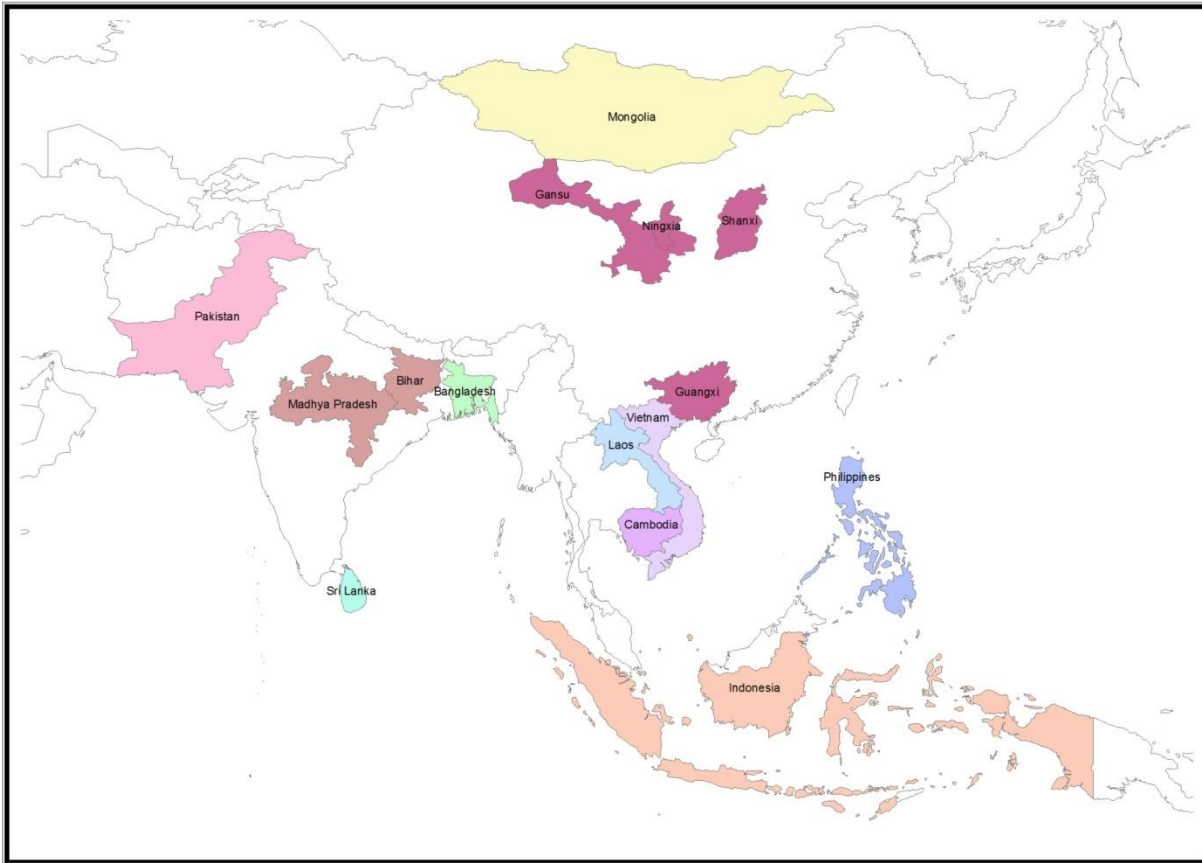 Mongolia
Gansu
Ningxia
Shanxi
Pakistan
Bihar
Madhya Pradesh
Bangladesh
Guangxi
Vietnam
Laos
Philippines
Cambodia
Sri Lanka
Indonesia